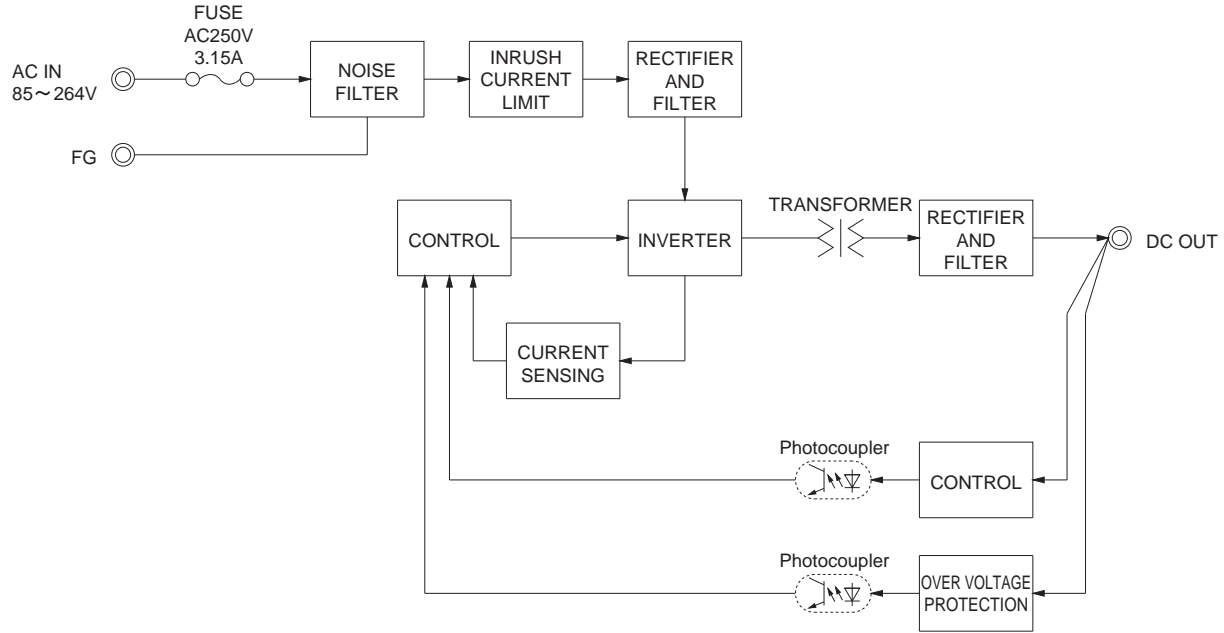 FUSE
AC250V
3.15A
AC IN
85～264V
NOISE
FILTER
INRUSH
CURRENT
LIMIT
RECTIFIER
AND
FILTER
FG
CONTROL
INVERTER
TRANSFORMER
RECTIFIER
AND
FILTER
DC OUT
CURRENT
SENSING
Photocoupler
CONTROL
Photocoupler
OVER VOLTAGE
PROTECTION